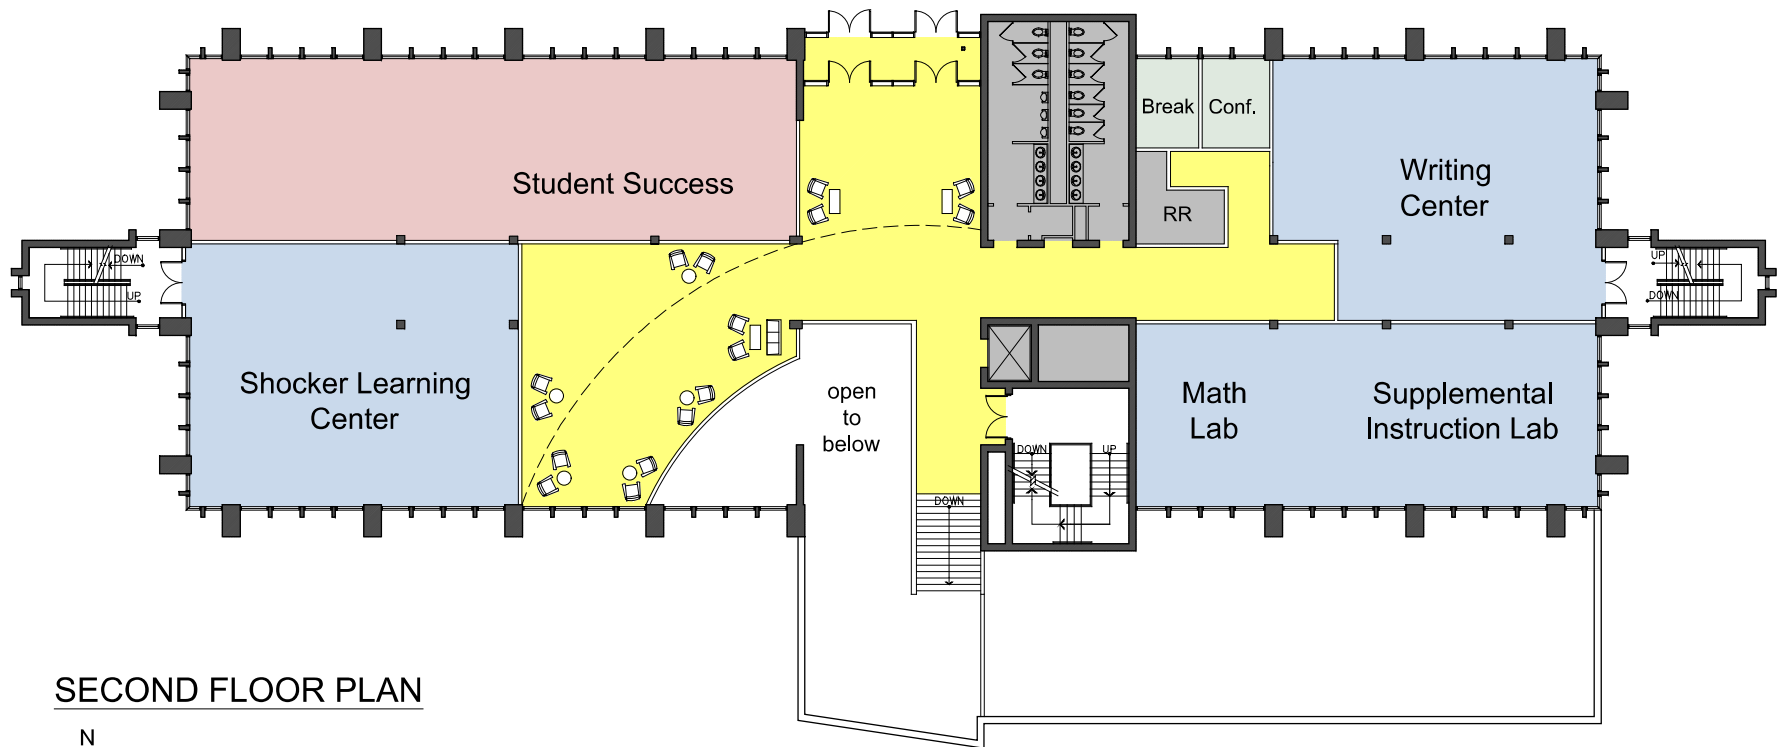 Break
Conf.
Student Success
Writing
Center
RR
DOWN
UP
UP
DOWN
Shocker Learning
Center
open
to
below
Math
Lab
Supplemental
Instruction Lab
DOWN
UP
DOWN
SECOND FLOOR PLAN
N